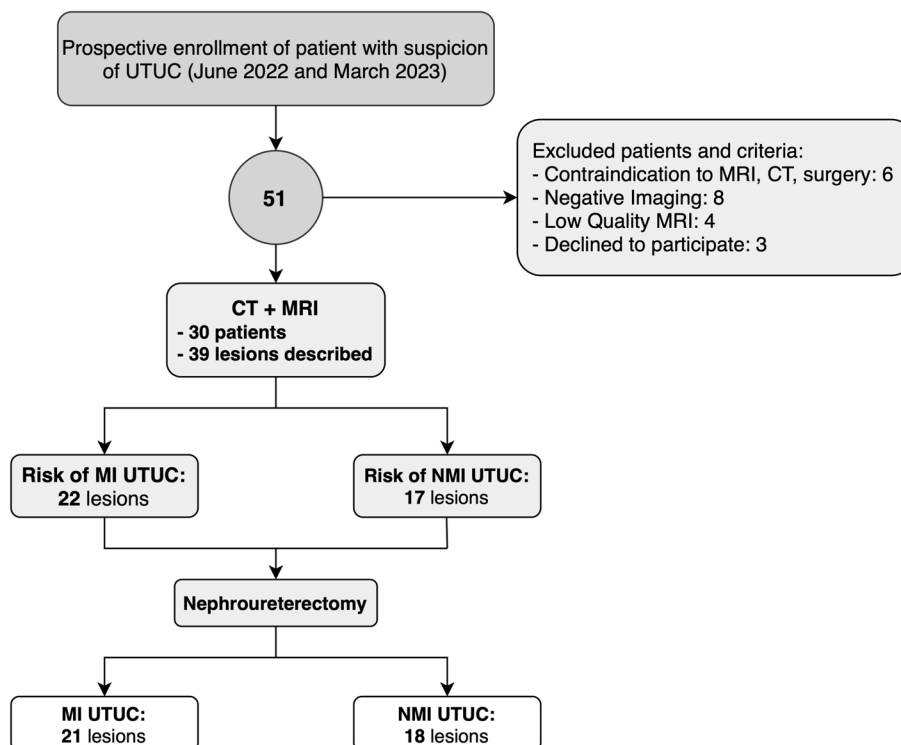 Prospective enrollment of patient with suspicion
of UTUC (June 2022 and March 2023)
51
Excluded patients and criteria:
- Contraindication to MRI, CT, surgery: 6
- Negative Imaging: 8
- Low Quality MRI: 4
- Declined to participate: 3
CT + MRI
- 30 patients
- 39 lesions described
Risk of MI UTUC:
22 lesions
Risk of NMI UTUC:
17 lesions
Nephroureterectomy
MI UTUC:
21 lesions
NMI UTUC:
18 lesions